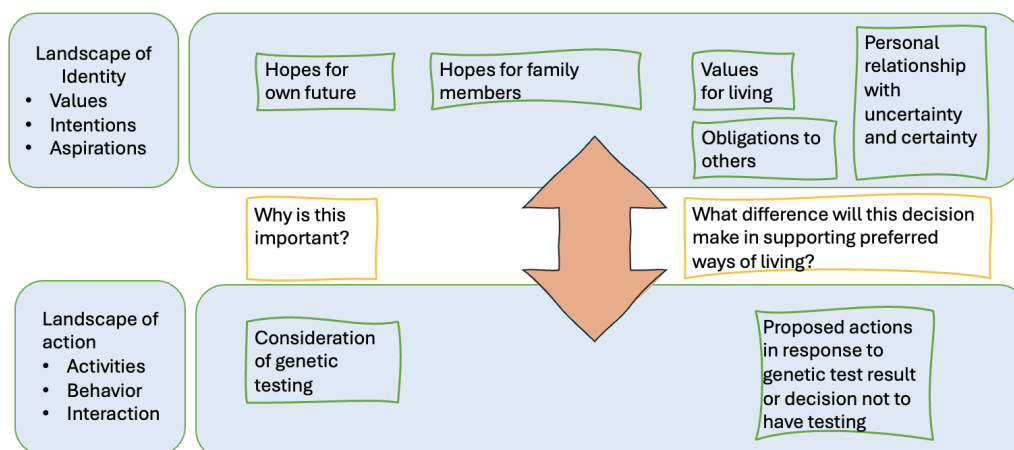 Landscape of
Identity
• Values
• Intentions
• Aspirations
Hopes for
own future
Hopes for family
members
Values
for living
Obligations to
others
Personal
relationship
with
uncertainty
and certainty
Why is this
important?
What difference will this decision
make in supporting preferred
ways of living?
Landscape of
action
• Activities
• Behavior
• Interaction
Consideration
of genetic
testing
Proposed actions
in response to
genetic test result
or decision not to
have testing